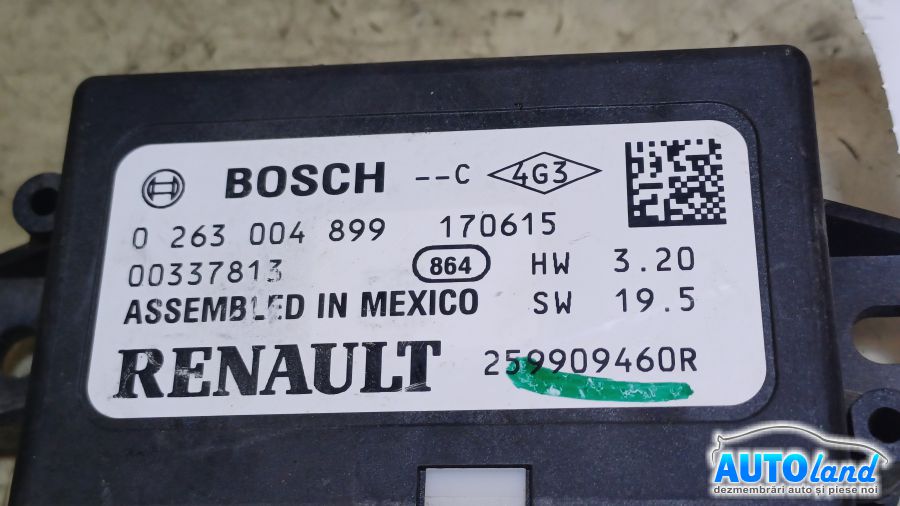 BOSCH --C 4G3
0 263 004 899 170615
00337813 864 HW 3.20
ASSEMBLED IN MEXICO SW 19.5
RENAULT 259909460R
AUTOland
dezmembrări auto și piese noi